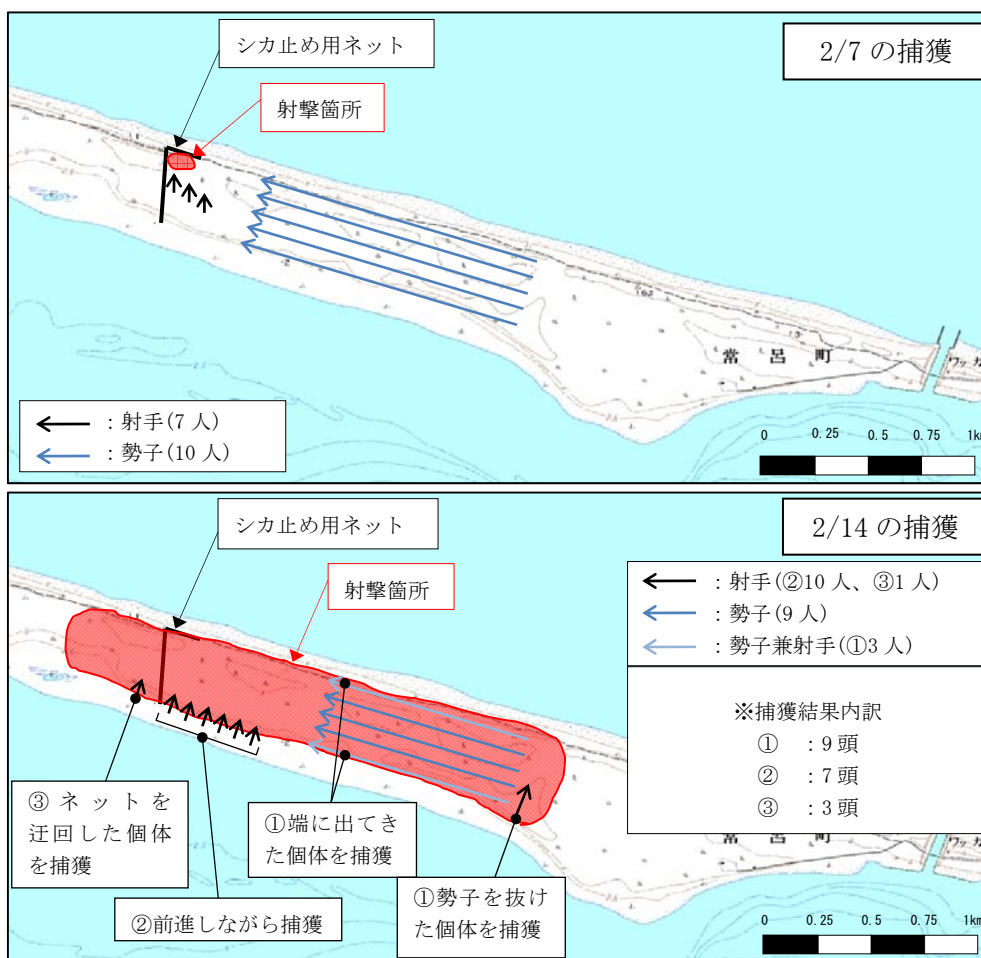 シカ止め用ネット
2/7 の捕獲
射撃箇所
常呂町
ワッカ
：射手(7 人)
：勢子(10 人)
0 0.25 0.5 0.75 1km
シカ止め用ネット
2/14 の捕獲
射撃箇所
：射手(②10 人、③1 人)
：勢子(9 人)
：勢子兼射手(①3 人)
※捕獲結果内訳
① ：9 頭
② ：7 頭
③ ：3 頭
③ネットを
迂回した個体
を捕獲
①端に出てき
た個体を捕獲
②前進しながら捕獲
①勢子を抜け
た個体を捕獲
ワッカ
0 0.25 0.5 0.75 1km